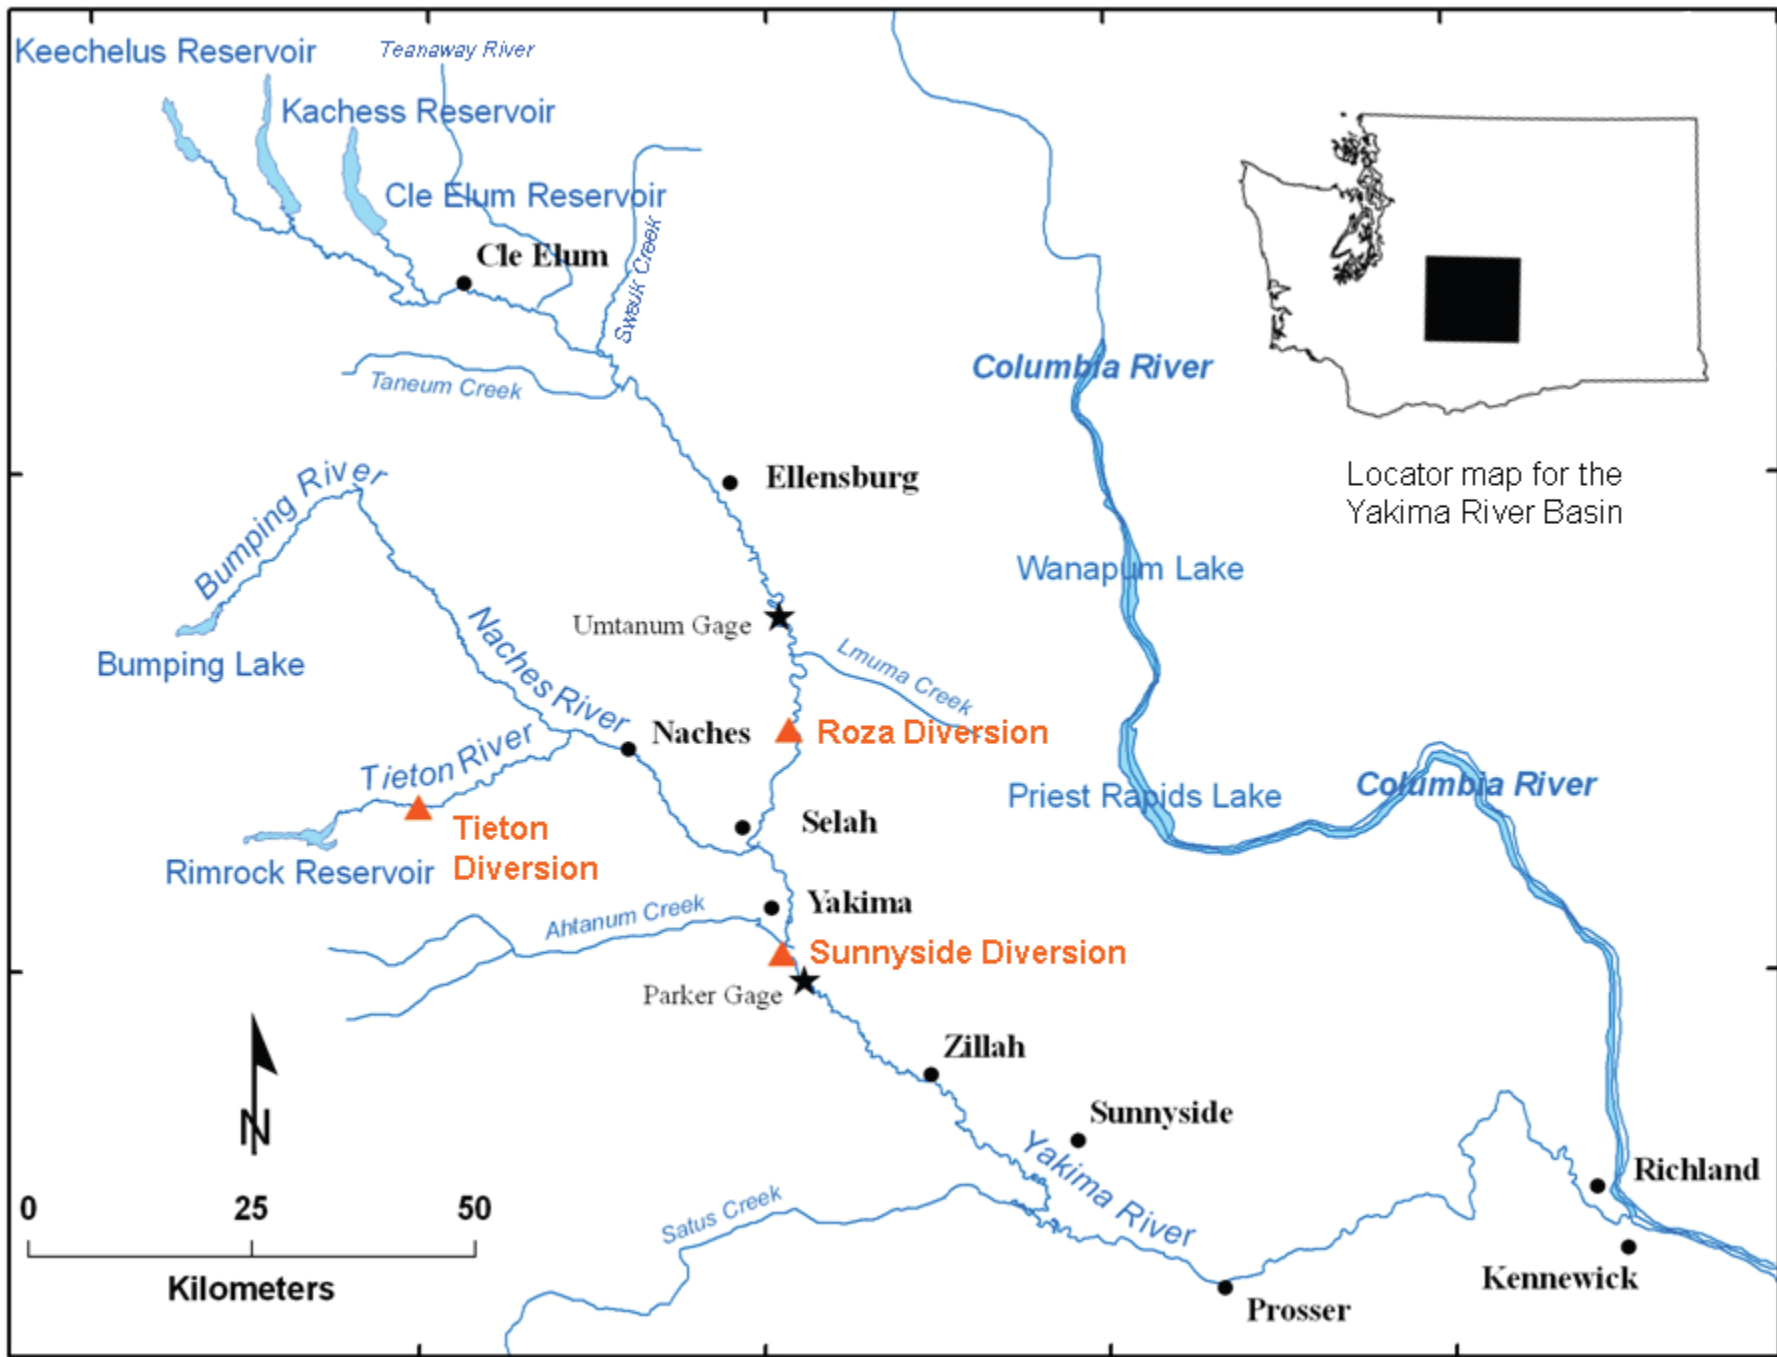 Keechelus Reservoir
Teanaway River
Kachess Reservoir
Cle Elum Reservoir
Cle Elum
Swauk Creek
Columbia River
Taneum Creek
Locator map for the
Yakima River Basin
Bumping River
Ellensburg
Wanapum Lake
Umtanum Gage
Bumping Lake
Naches River
Lmuma Creek
Naches
Roza Diversion
Tieton River
Priest Rapids Lake
Columbia River
Tieton
Diversion
Selah
Rimrock Reservoir
Yakima
Ahtanum Creek
Sunnyside Diversion
Parker Gage
Zillah
N
Sunnyside
Yakima River
Richland
0 25 50
Satus Creek
Kilometers
Kennewick
Prosser